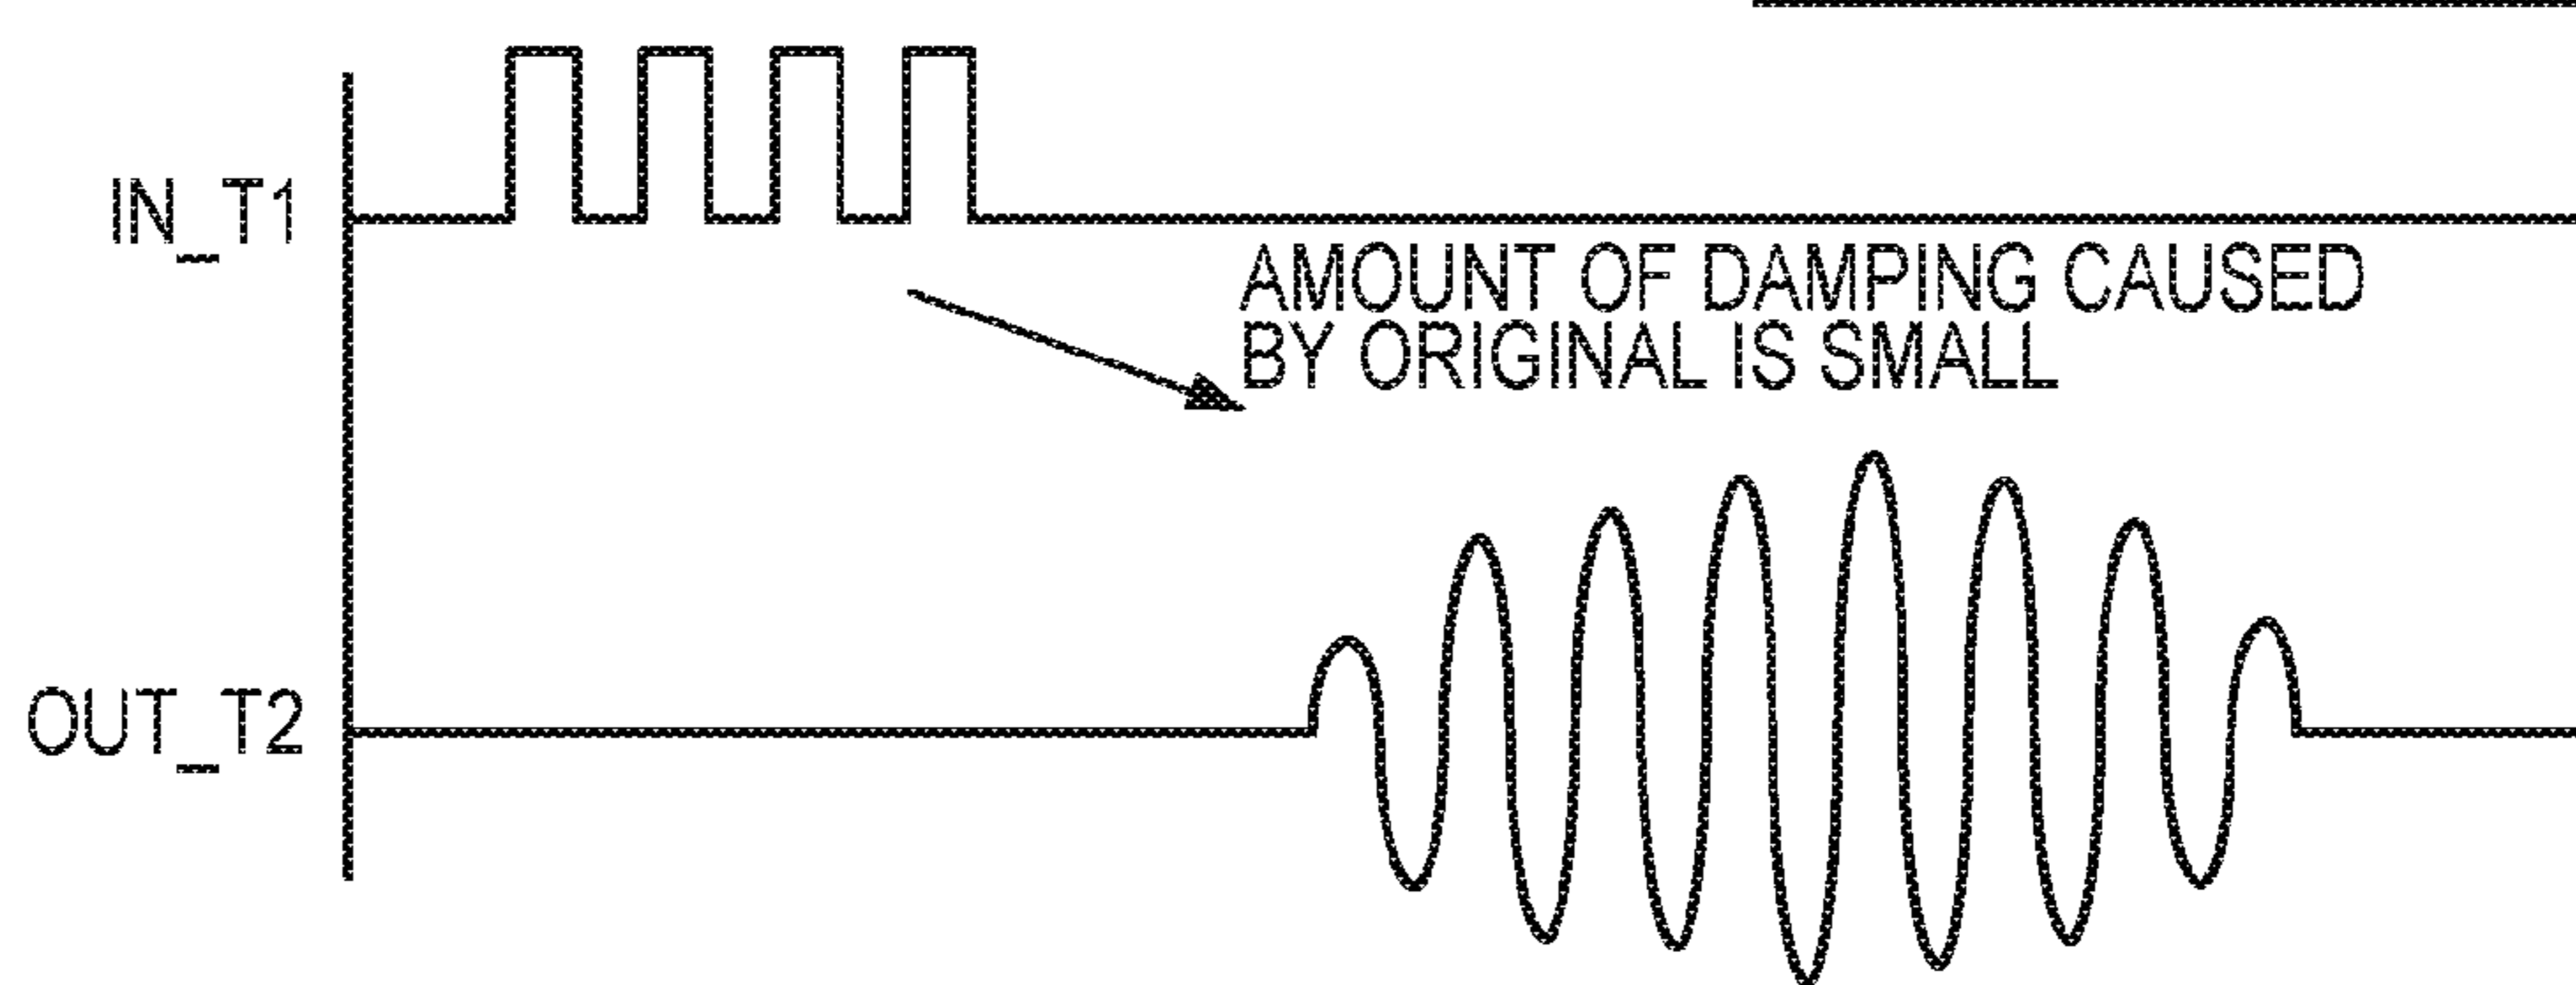 IN_T1
AMOUNT OF DAMPING CAUSED
BY ORIGINAL IS SMALL
OUT_T2